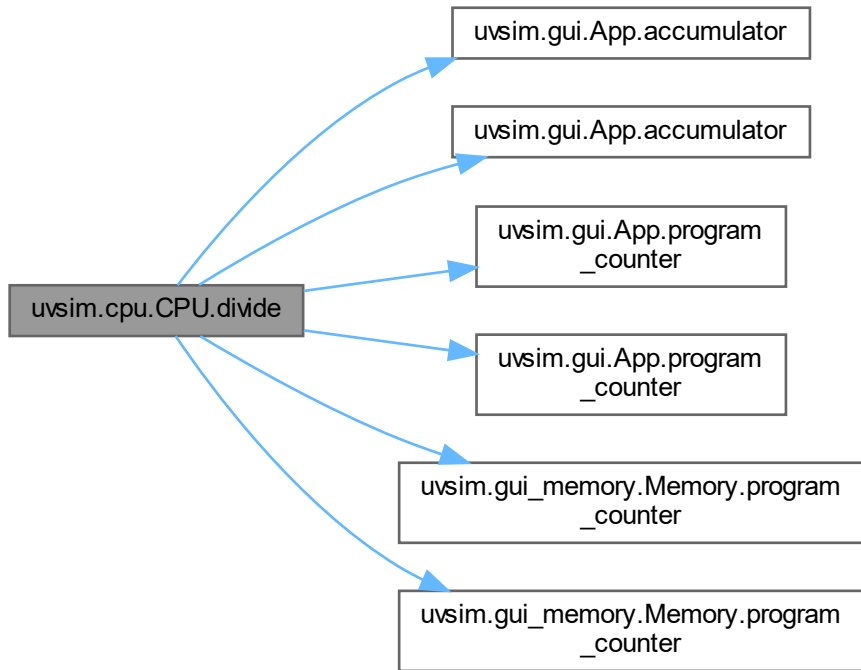 uvsim.gui.App.accumulator
uvsim.gui.App.accumulator
uvsim.gui.App.program
_counter
uvsim.cpu.CPU.divide
uvsim.gui.App.program
_counter
uvsim.gui_memory.Memory.program
_counter
uvsim.gui_memory.Memory.program
_counter